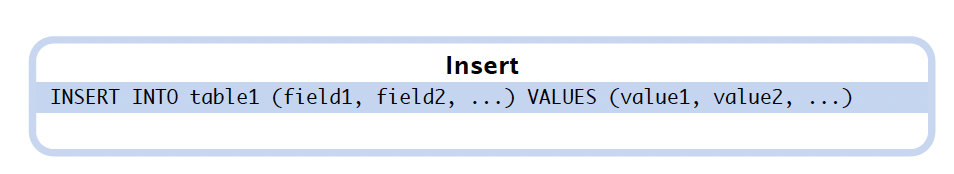 Insert
INSERT INTO table1 (field1, field2, ...) VALUES (value1, value2, ...)